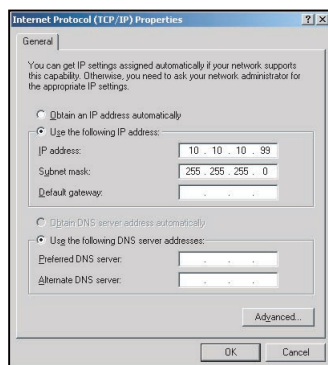 Internet Protocol (TCP/IP) Properties
General
You can get IP settings assigned automatically if your network supports
this capability. Otherwise, you need to ask your network administrator for
the appropriate IP settings.
Obtain an IP address automatically
Use the following IP address:
IP address: 10 . 10 . 10 . 99
Subnet mask: 255 . 255 . 255 . 0
Default gateway: . . .
Obtain DNS server address automatically
Use the following DNS server addresses:
Preferred DNS server: . . .
Alternate DNS server: . . .
Advanced...
OK Cancel